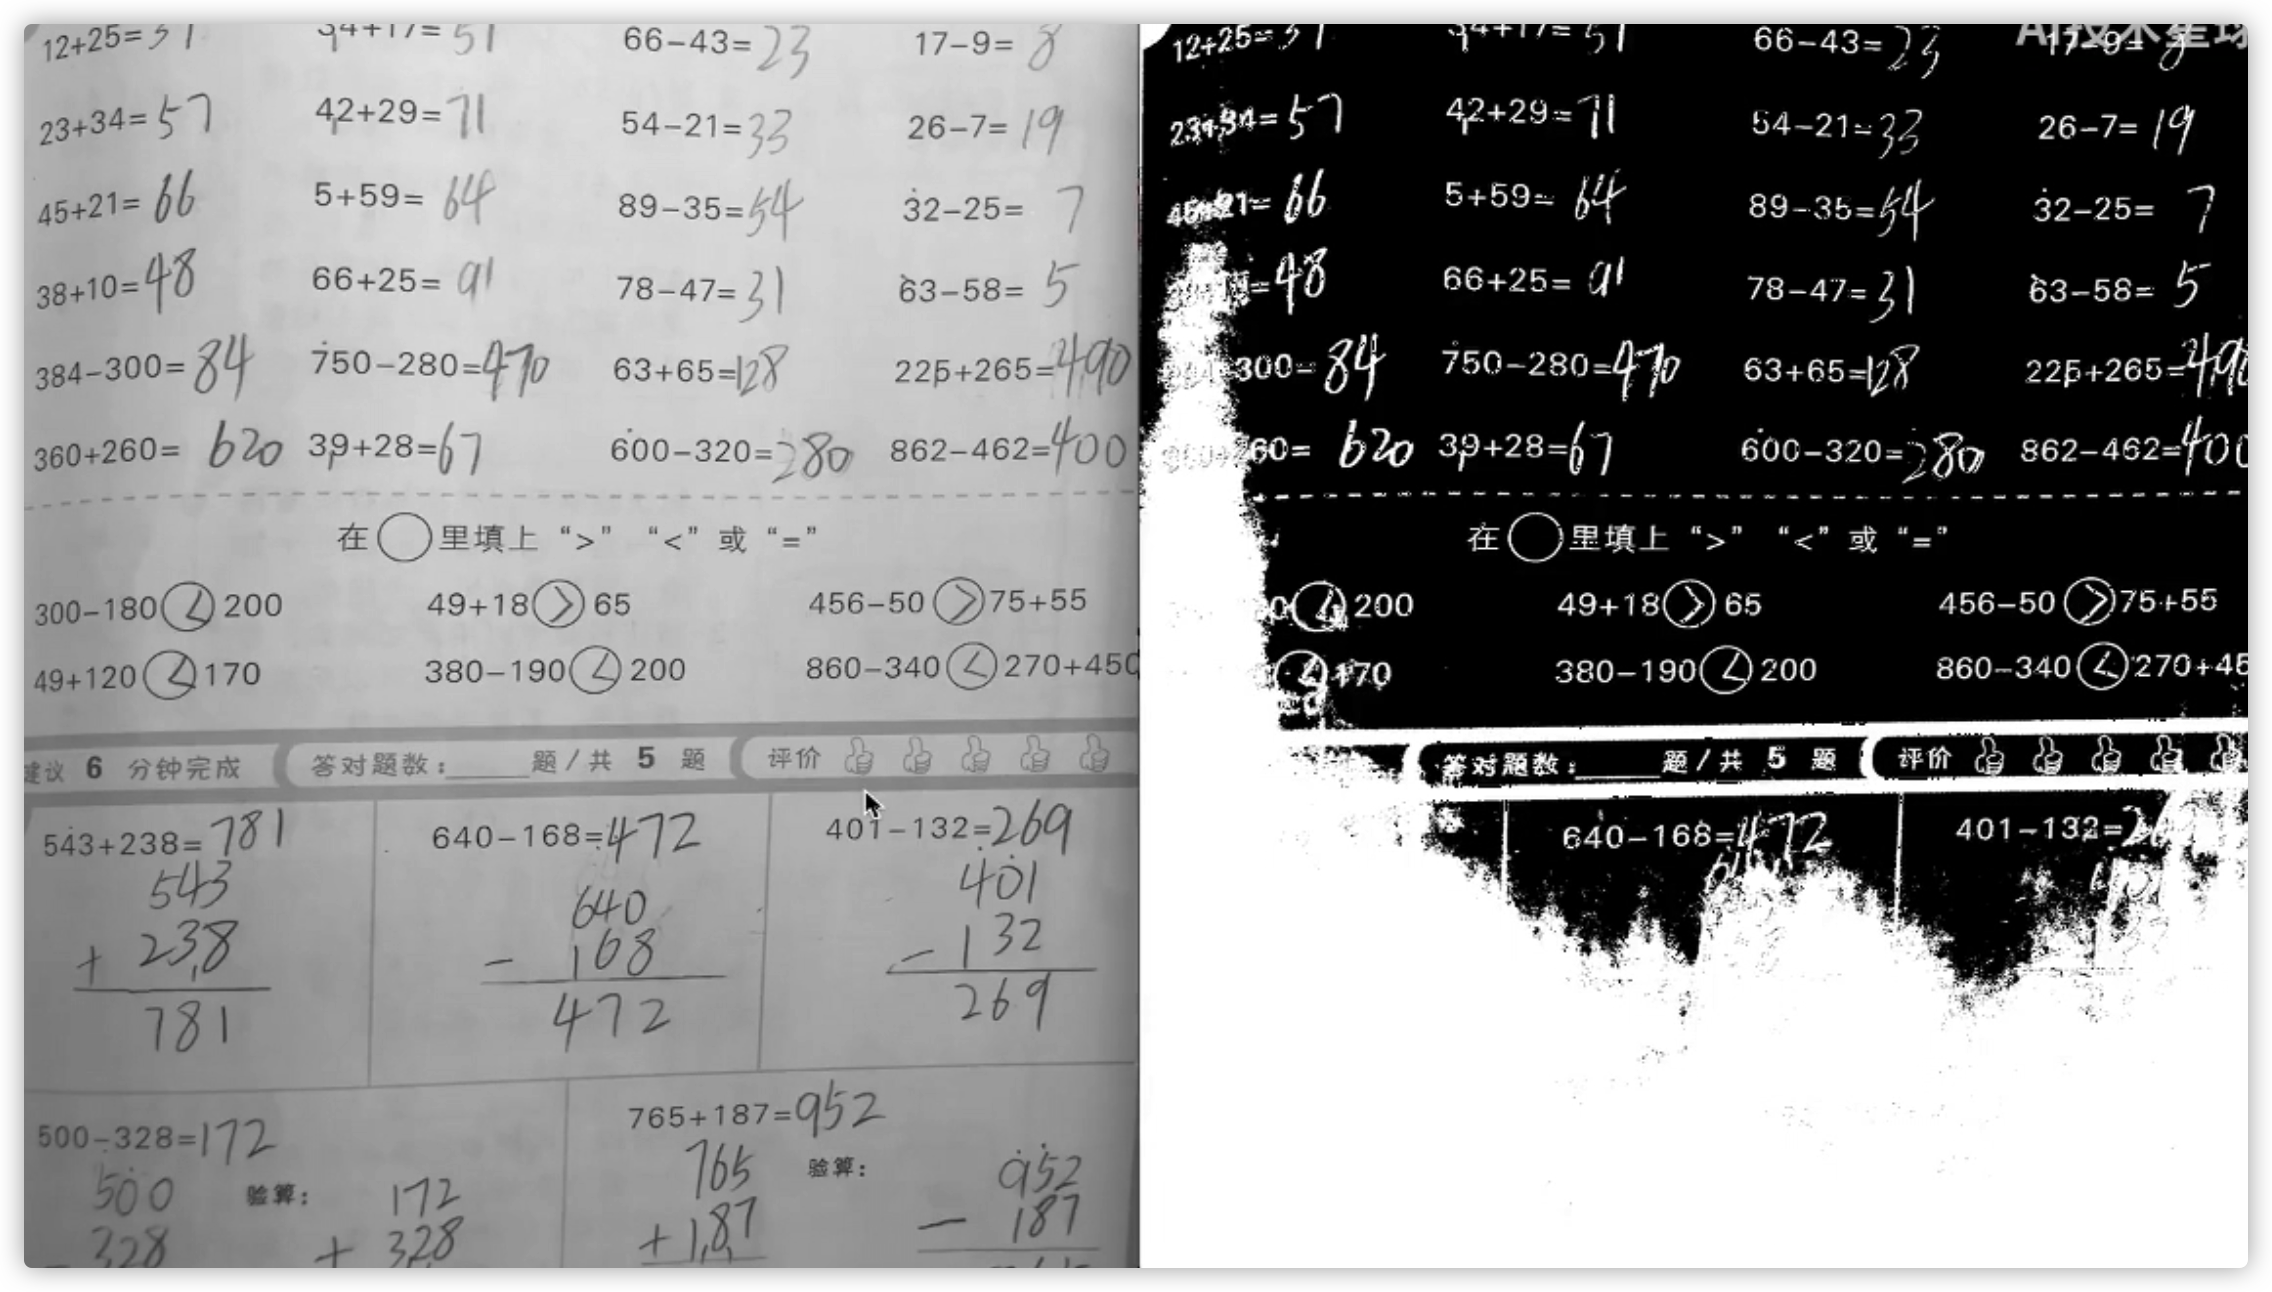 12+25=37 34+17=51 66-43=23 17-9=8
23+34=57 42+29=71 54-21=33 26-7=19
45+21=66 5+59=64 89-35=54 32-25=7
38+10=48 66+25=91 78-47=31 63-58=5
384-300=84 750-280=470 63+65=128 225+265=490
360+260=620 39+28=67 600-320=280 862-462=400
在○里填上“>”“<”或“=”
300-180<200 49+18>65 456-50>75+55
49+120<170 380-190<200 860-340<270+450
建议 6 分钟完成 答对题数:____题/共 5 题 评价
543+238=781 640-168=472 401-132=269
543 640 401
+ 238 - 168 - 132
781 472 269
500-328=172 765+187=952
500 验算: 172 765 验算: 952
- 328 + 328 + 187 - 187
AI技术星球
12+25=37 34+17=51 66-43=23 17-9=8
23+34=57 42+29=71 54-21=33 26-7=19
45+21=66 5+59=64 89-35=54 32-25=7
=48 66+25=91 78-47=31 63-58=5
300=84 750-280=470 63+65=128 225+265=490
60=620 39+28=67 600-320=280 862-462=400
在○里填上“>”“<”或“=”
0<200 49+18>65 456-50>75+55
<170 380-190<200 860-340<270+45
答对题数:____题/共 5 题 评价
640-168=472 401-132=26